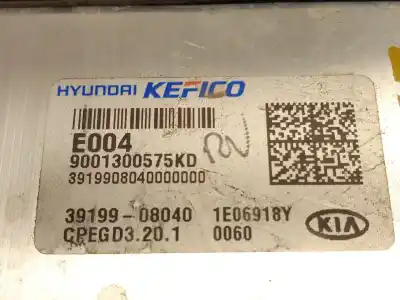 HYUNDAI KEFICO
E004
9001300575KD
3919908040000000
39199-08040 1E06918Y
CPEGD3.20.1 0060
KIA